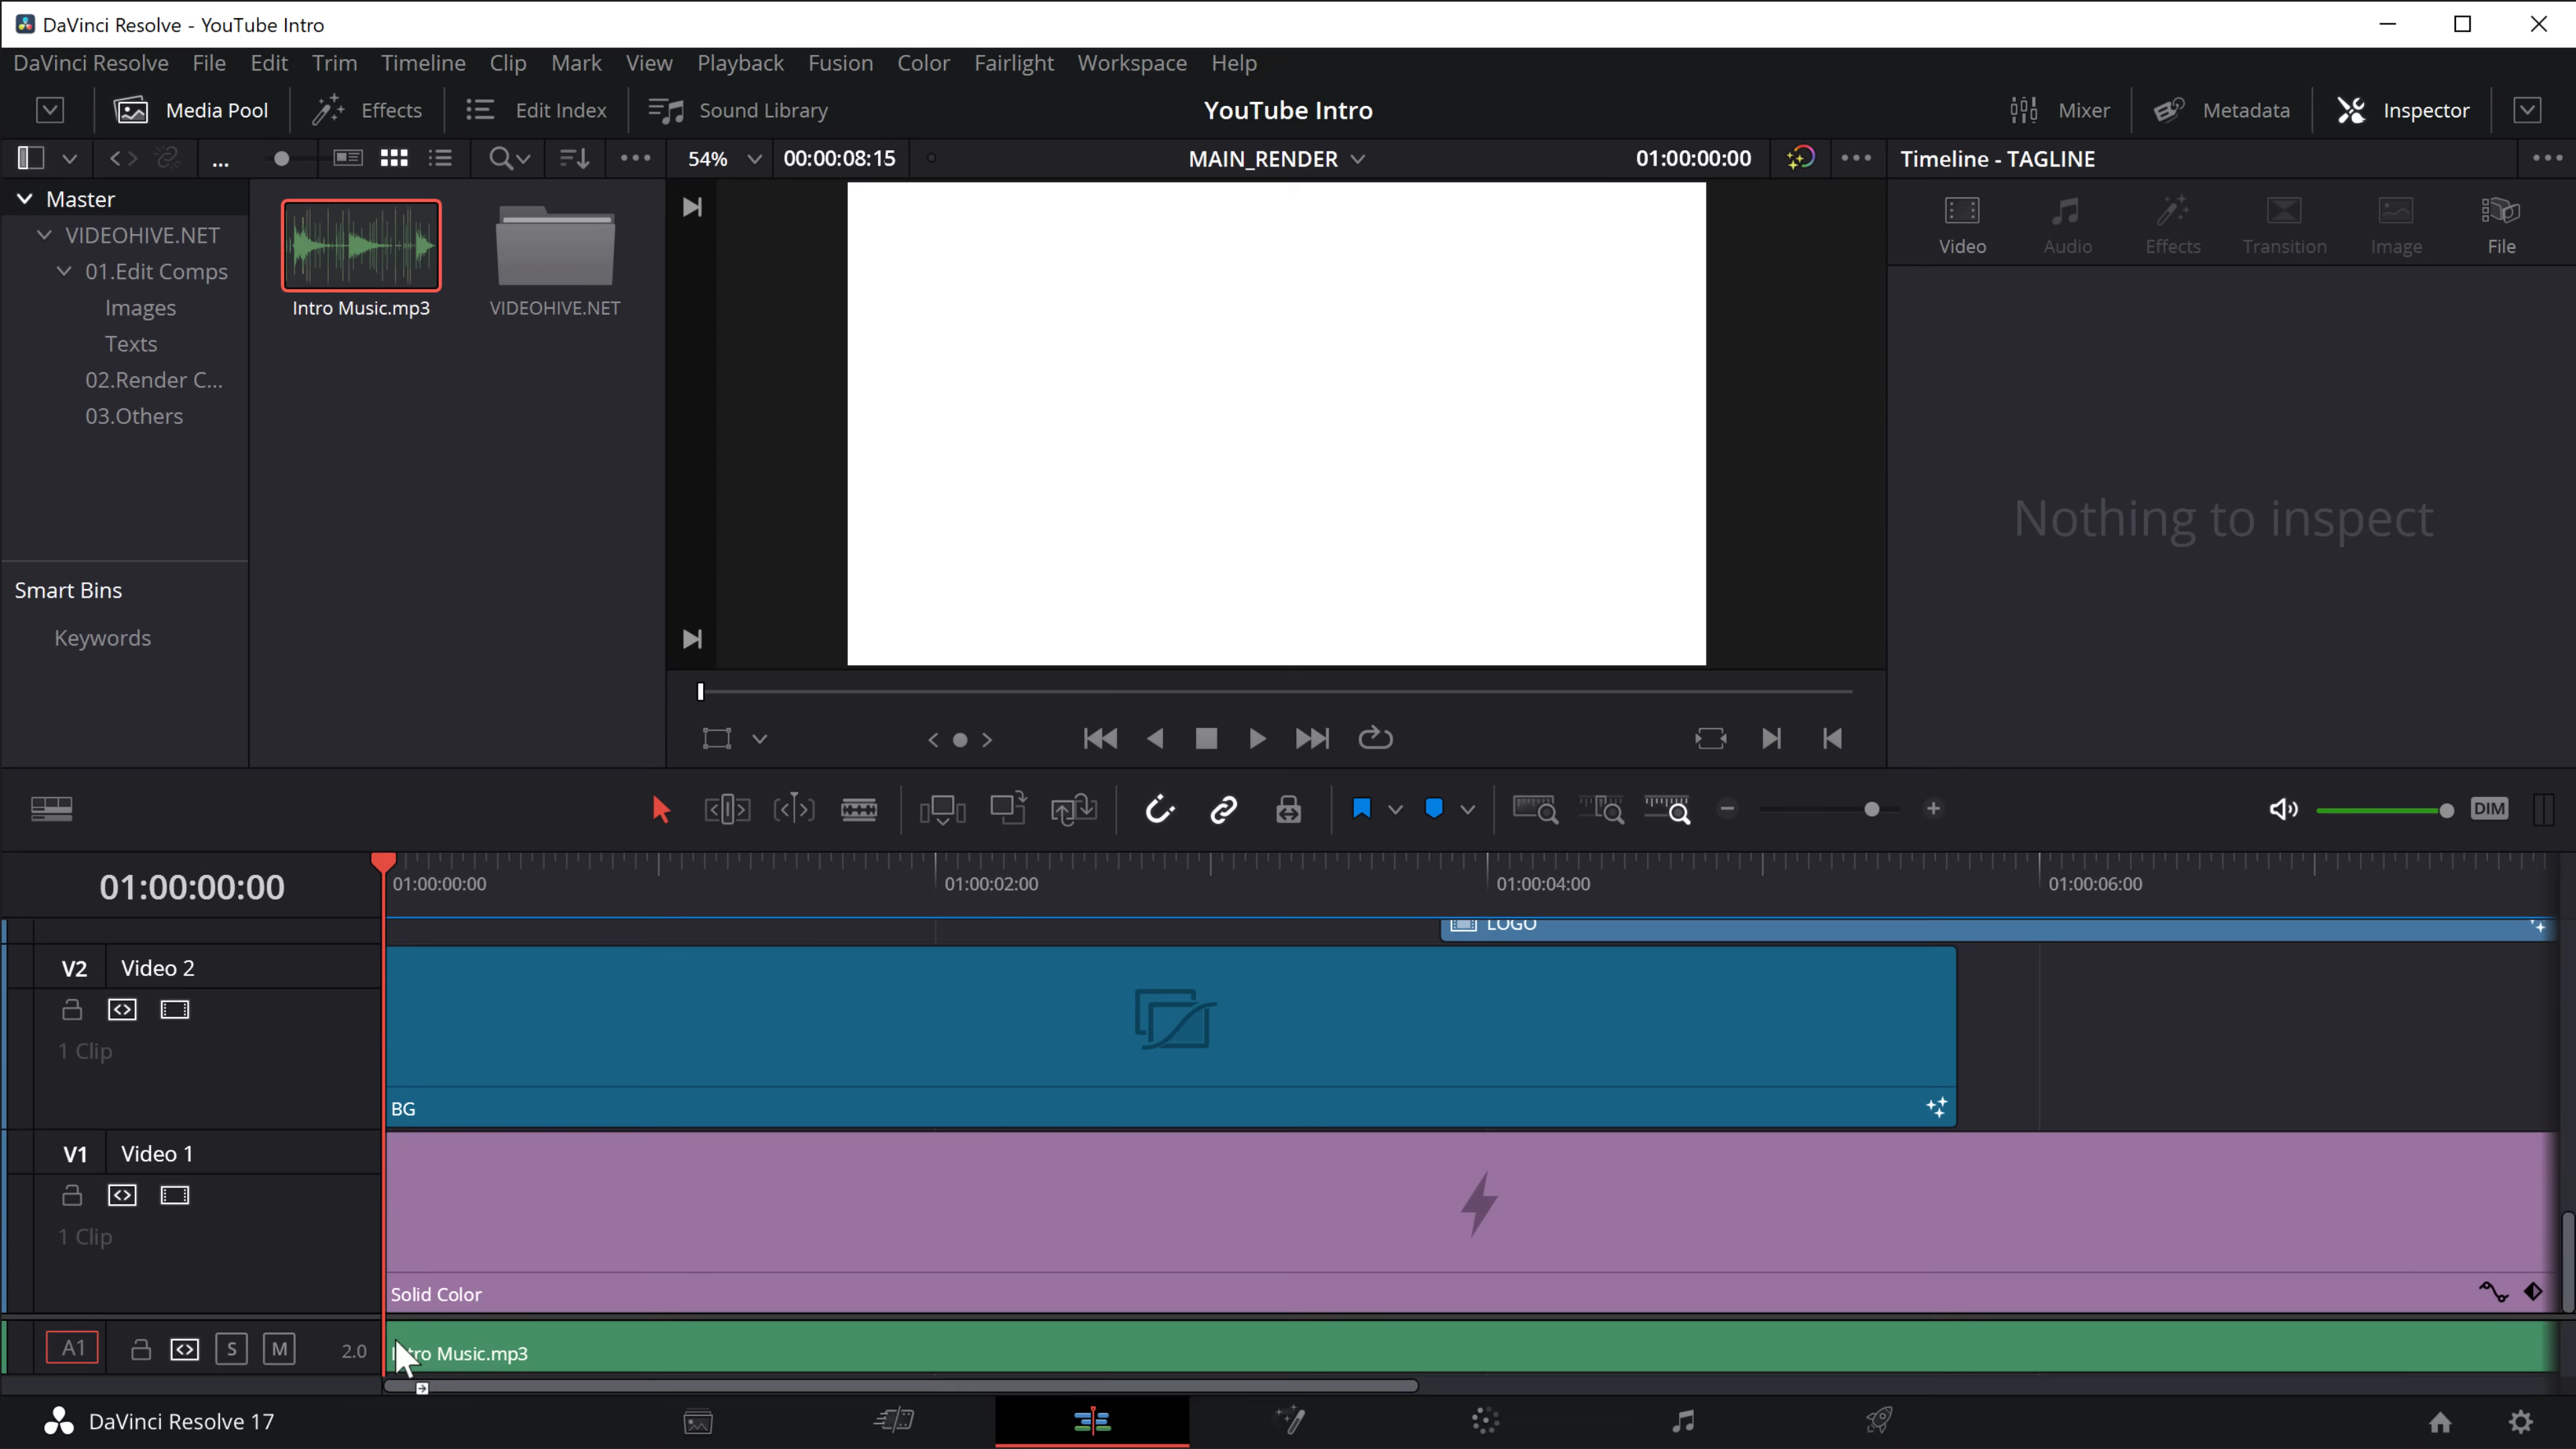 DaVinci Resolve - YouTube Intro
DaVinci Resolve File Edit Trim Timeline Clip Mark View Playback Fusion Color Fairlight Workspace Help
Media Pool Effects Edit Index Sound Library YouTube Intro Mixer Metadata Inspector
... 54% 00:00:08:15 MAIN_RENDER 01:00:00:00 Timeline - TAGLINE
Master
VIDEOHIVE.NET
01.Edit Comps
Images
Texts
02.Render C...
03.Others
Intro Music.mp3 VIDEOHIVE.NET
Video Audio Effects Transition Image File
Nothing to inspect
Smart Bins
Keywords
DIM
01:00:00:00 01:00:00:00 01:00:02:00 01:00:04:00 01:00:06:00
LOGO
V2 Video 2
1 Clip
BG
V1 Video 1
1 Clip
Solid Color
A1 S M 2.0 Music.mp3
DaVinci Resolve 17